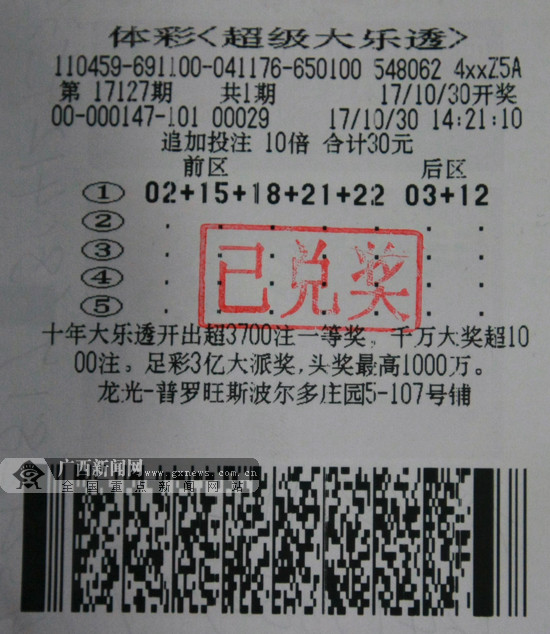 体彩<超级大乐透>
110459-691100-041176-650100 548062 4xxZ5A
第 17127期 共1期 17/10/30开奖
00-000147-101 00029 17/10/30 14:21:10
追加投注 10倍 合计30元
前区 后区
① 02+15+18+21+22 03+12
②
③
④
⑤
已兑奖
十年大乐透开出超3700注一等奖，千万大奖超10
00注。足彩3亿大派奖,头奖最高1000万。
龙光-普罗旺斯波尔多庄园5-107号铺
广西新闻网 www.gxnews.com.cn
全国重点新闻网站